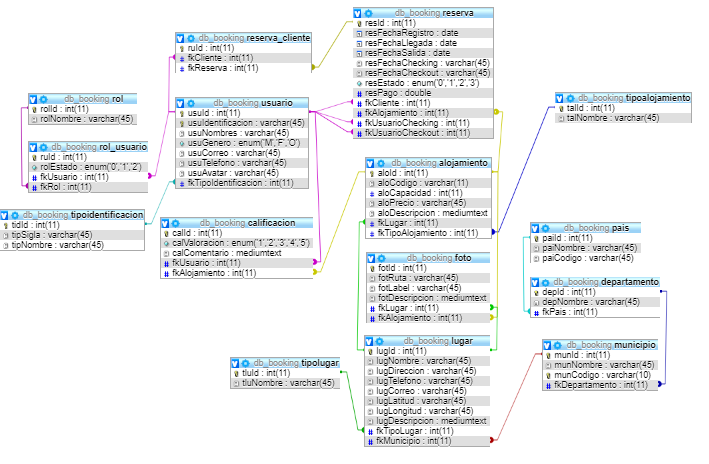 db_booking.reserva
resId : int(11)
resFechaRegistro : date
resFechaLlegada : date
resFechaSalida : date
resFechaChecking : varchar(45)
resFechaCheckout : varchar(45)
resEstado : enum('0','1','2','3')
resPago : double
fkCliente : int(11)
fkAlojamiento : int(11)
fkUsuarioChecking : int(11)
fkUsuarioCheckout : int(11)
db_booking.reserva_cliente
ruId : int(11)
fkCliente : int(11)
fkReserva : int(11)
db_booking.rol
rolId : int(11)
rolNombre : varchar(45)
db_booking.usuario
usuId : int(11)
usuIdentificacion : varchar(45)
usuNombres : varchar(45)
usuGenero : enum('M','F','O')
usuCorreo : varchar(45)
usuTelefono : varchar(45)
usuAvatar : varchar(45)
fkTipoIdentificacion : int(11)
db_booking.tipoalojamiento
talId : int(11)
talNombre : varchar(45)
db_booking.rol_usuario
ruId : int(11)
rolEstado : enum('0','1','2')
fkUsuario : int(11)
fkRol : int(11)
db_booking.alojamiento
aloId : int(11)
aloCodigo : varchar(45)
aloCapacidad : int(11)
aloPrecio : varchar(45)
aloDescripcion : mediumtext
fkLugar : int(11)
fkTipoAlojamiento : int(11)
db_booking.tipoidentificacion
tidId : int(11)
tipSigla : varchar(45)
tipNombre : varchar(45)
db_booking.calificacion
calId : int(11)
calValoracion : enum('1','2','3','4','5')
calComentario : mediumtext
fkUsuario : int(11)
fkAlojamiento : int(11)
db_booking.pais
paiId : int(11)
paiNombre : varchar(45)
paiCodigo : varchar(45)
db_booking.foto
fotId : int(11)
fotRuta : varchar(45)
fotLabel : varchar(45)
fotDescripcion : mediumtext
fkLugar : int(11)
fkAlojamiento : int(11)
db_booking.departamento
depId : int(11)
depNombre : varchar(45)
fkPais : int(11)
db_booking.lugar
lugId : int(11)
lugNombre : varchar(45)
lugDireccion : varchar(45)
lugTelefono : varchar(45)
lugCorreo : varchar(45)
lugLatitud : varchar(45)
lugLongitud : varchar(45)
lugDescripcion : mediumtext
fkTipoLugar : int(11)
fkMunicipio : int(11)
db_booking.municipio
munId : int(11)
munNombre : varchar(45)
munCodigo : varchar(10)
fkDepartamento : int(11)
db_booking.tipolugar
tluId : int(11)
tluNombre : varchar(45)